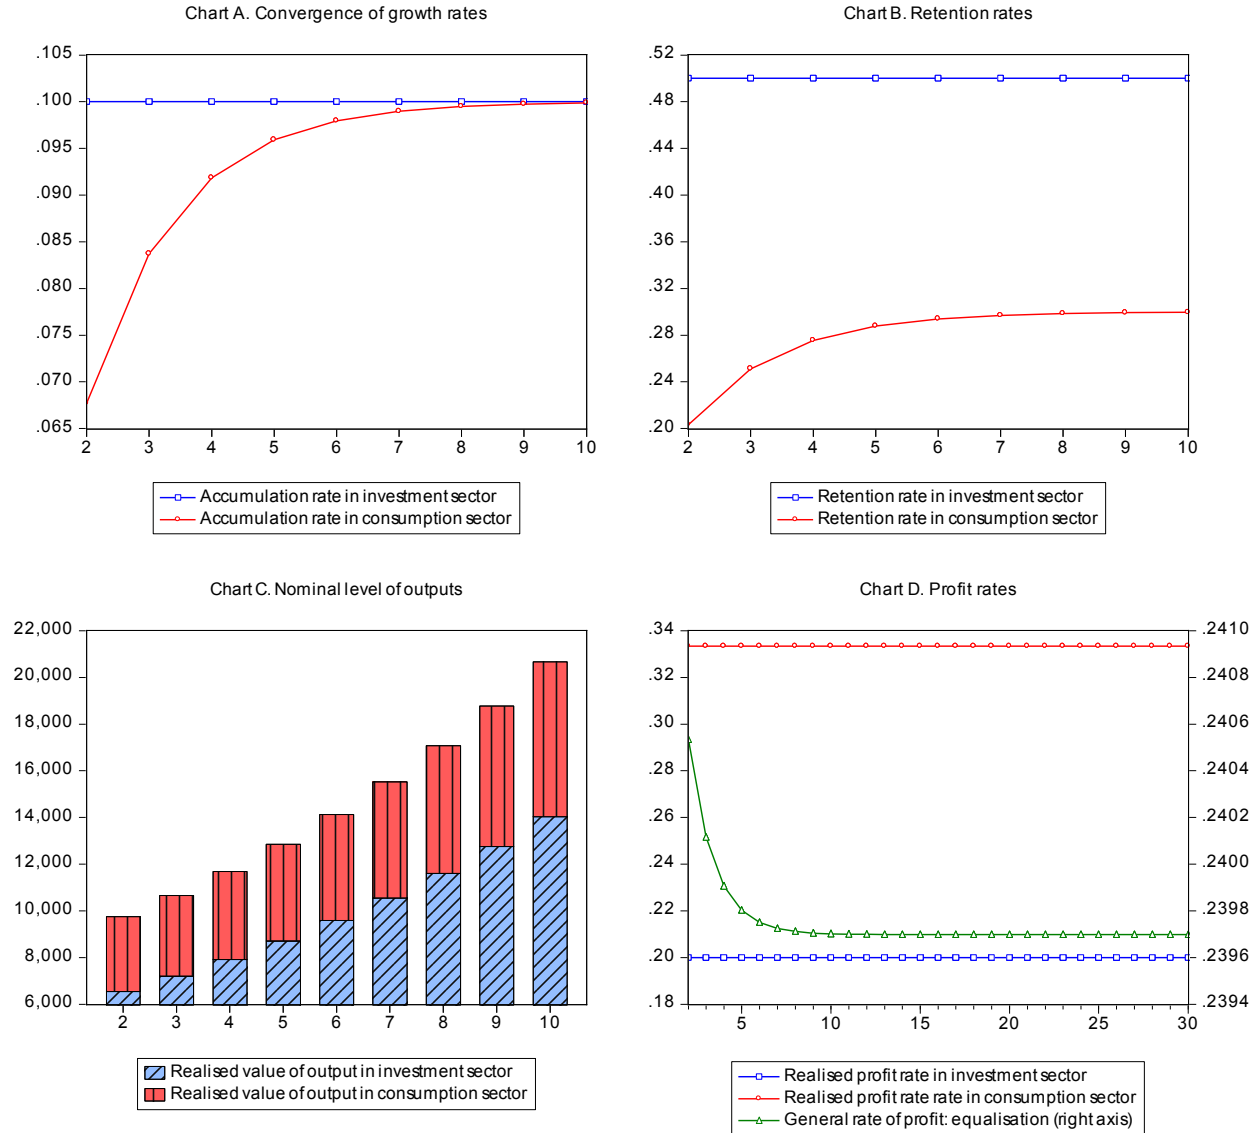 Chart A. Convergence of growth rates
.105
.100
.095
.090
.085
.080
.075
.070
.065
2 3 4 5 6 7 8 9 10
Accumulation rate in investment sector
Accumulation rate in consumption sector
Chart B. Retention rates
.52
.48
.44
.40
.36
.32
.28
.24
.20
2 3 4 5 6 7 8 9 10
Retention rate in investment sector
Retention rate in consumption sector
Chart C. Nominal level of outputs
22,000
20,000
18,000
16,000
14,000
12,000
10,000
8,000
6,000
2 3 4 5 6 7 8 9 10
Realised value of output in investment sector
Realised value of output in consumption sector
Chart D. Profit rates
.34
.32
.30
.28
.26
.24
.22
.20
.18
.2410
.2408
.2406
.2404
.2402
.2400
.2398
.2396
.2394
5 10 15 20 25 30
Realised profit rate in investment sector
Realised profit rate rate in consumption sector
General rate of profit: equalisation (right axis)